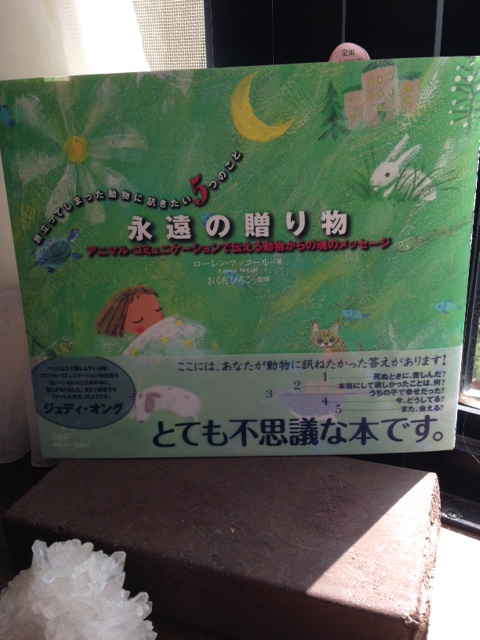 旅立ってしまった動物に訊きたい5つのこと
永遠の贈り物
アニマル・コミュニケーションで伝える動物からの魂のメッセージ
ローレン・マッコール 著
Lauren McCall
おくだひろこ 監修
ここには、あなたが動物に訊ねたかった答えがあります!
1 死ぬときに、苦しんだ?
2 本当にして欲しかったことは、何?
3 うちの子で幸せだった?
4 今、どうしてる?
5 また、会える?
ジュディ・オング
とても不思議な本です。